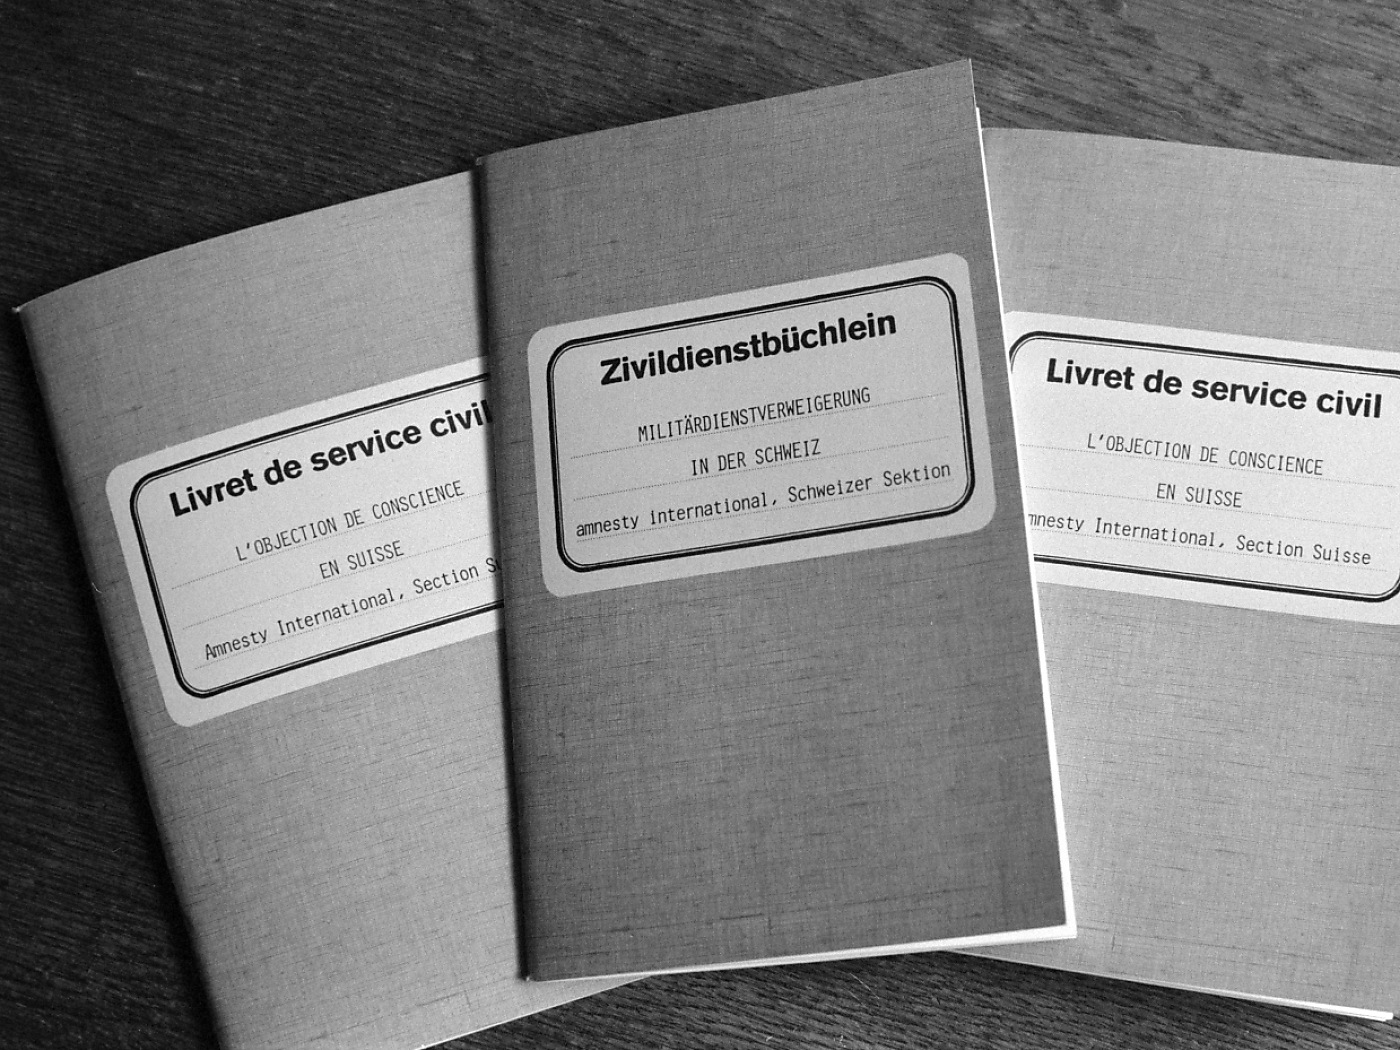 Livret de service civil
L'OBJECTION DE CONSCIENCE
EN SUISSE
Amnesty International, Section
Zivildienstbüchlein
MILITÄRDIENSTVERWEIGERUNG
IN DER SCHWEIZ
amnesty international, Schweizer Sektion
Livret de service civil
L'OBJECTION DE CONSCIENCE
EN SUISSE
International, Section Suisse